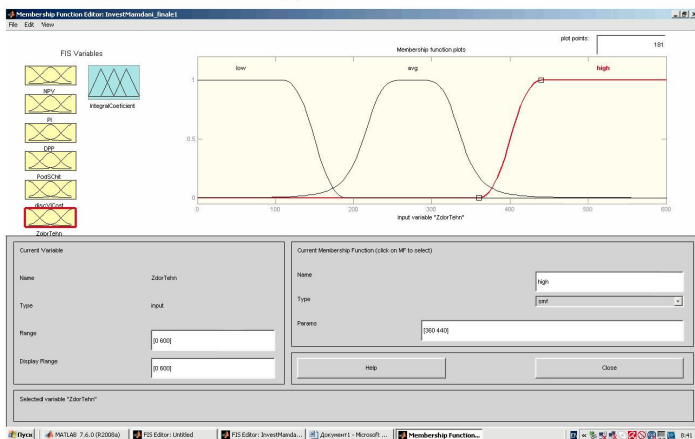 Membership Function Editor: InvestMamdani_finale1
File Edit View
FIS Variables
NPV
PI
DPP
PodSChit
discVlCost
ZdorTehn
IntegralCoeficient
plot points:
181
Membership function plots
low avg high
1
0.5
0
0 100 200 300 400 500 600
input variable "ZdorTehn"
Current Variable
Name ZdorTehn
Type input
Range [0 600]
Display Range [0 600]
Current Membership Function (click on MF to select)
Name high
Type smf
Params [360 440]
Help Close
Selected variable "ZdorTehn"
Пуск MATLAB 7.6.0 (R2008a) FIS Editor: Untitled FIS Editor: InvestMamda... Документ1 - Microsoft ... Membership Function... EN 8:41